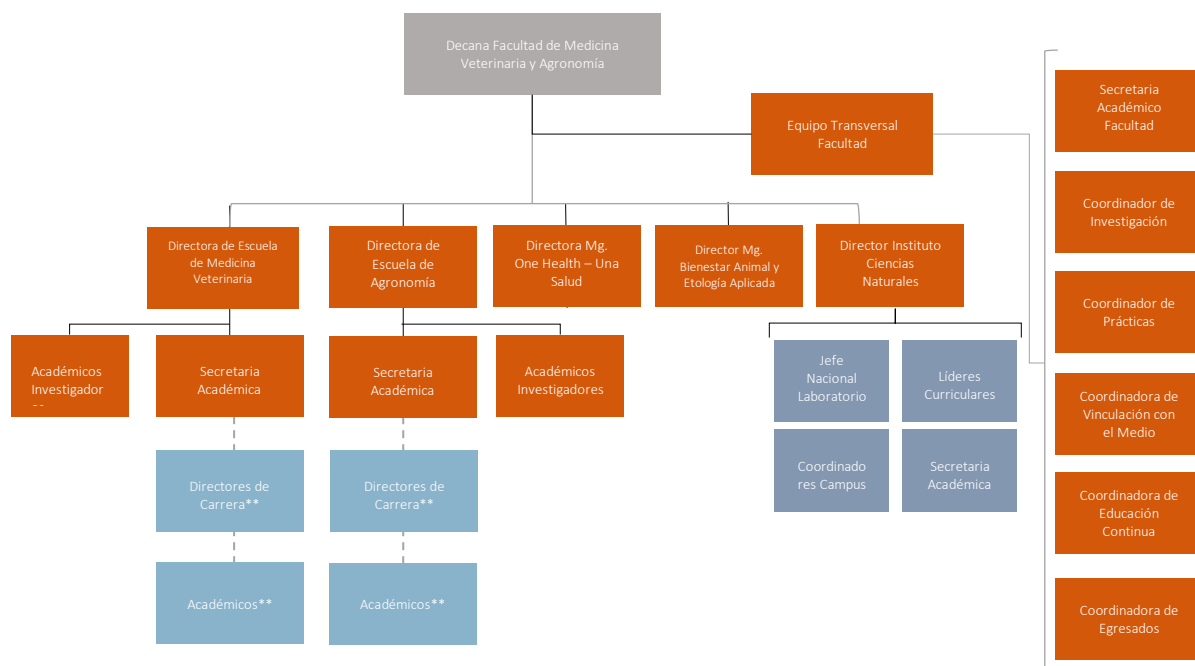 Decana Facultad de Medicina
Veterinaria y Agronomía
Equipo Transversal
Facultad
Secretaria
Académico
Facultad
Coordinador de
Investigación
Coordinador de
Prácticas
Coordinadora de
Vinculación con
el Medio
Coordinadora de
Educación
Continua
Coordinadora de
Egresados
Directora de Escuela
de Medicina
Veterinaria
Directora de
Escuela de
Agronomía
Directora Mg.
One Health – Una
Salud
Director Mg.
Bienestar Animal y
Etología Aplicada
Director Instituto
Ciencias
Naturales
Académicos
Investigador
Secretaria
Académica
Secretaria
Académica
Académicos
Investigadores
Jefe
Nacional
Laboratorio
Líderes
Curriculares
Coordinado
res Campus
Secretaria
Académica
Directores de
Carrera**
Directores de
Carrera**
Académicos**
Académicos**